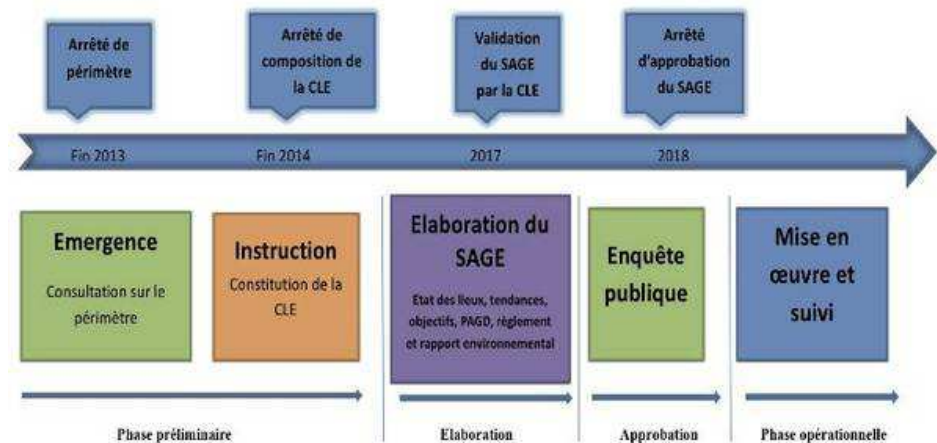 Arrêté de
périmètre
Arrêté de
composition de
la CLE
Validation
du SAGE
par la CLE
Arrêté
d'approbation
du SAGE
Fin 2013
Fin 2014
2017
2018
Emergence
Consultation sur le
périmètre
Instruction
Constitution de la
CLE
Elaboration du
SAGE
Etat des lieux, tendances,
objectifs, PAGD, règlement
et rapport environnemental
Enquête
publique
Mise en
œuvre et
suivi
Phase préliminaire
Elaboration
Approbation
Phase opérationnelle